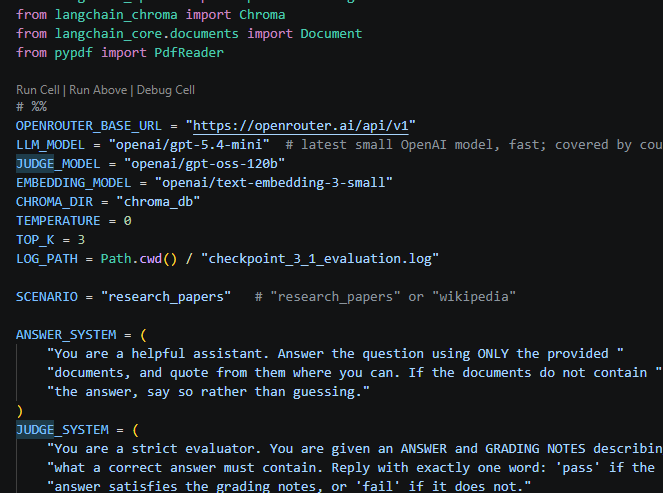 from langchain_chroma import Chroma
from langchain_core.documents import Document
from pypdf import PdfReader
Run Cell | Run Above | Debug Cell
# %%
OPENROUTER_BASE_URL = "https://openrouter.ai/api/v1"
LLM_MODEL = "openai/gpt-5.4-mini"  # latest small OpenAI model, fast; covered by cou
JUDGE_MODEL = "openai/gpt-oss-120b"
EMBEDDING_MODEL = "openai/text-embedding-3-small"
CHROMA_DIR = "chroma_db"
TEMPERATURE = 0
TOP_K = 3
LOG_PATH = Path.cwd() / "checkpoint_3_1_evaluation.log"
SCENARIO = "research_papers"   # "research_papers" or "wikipedia"
ANSWER_SYSTEM = (
    "You are a helpful assistant. Answer the question using ONLY the provided "
    "documents, and quote from them where you can. If the documents do not contain "
    "the answer, say so rather than guessing."
)
JUDGE_SYSTEM = (
    "You are a strict evaluator. You are given an ANSWER and GRADING NOTES describin
    "what a correct answer must contain. Reply with exactly one word: 'pass' if the
    "answer satisfies the grading notes, or 'fail' if it does not."